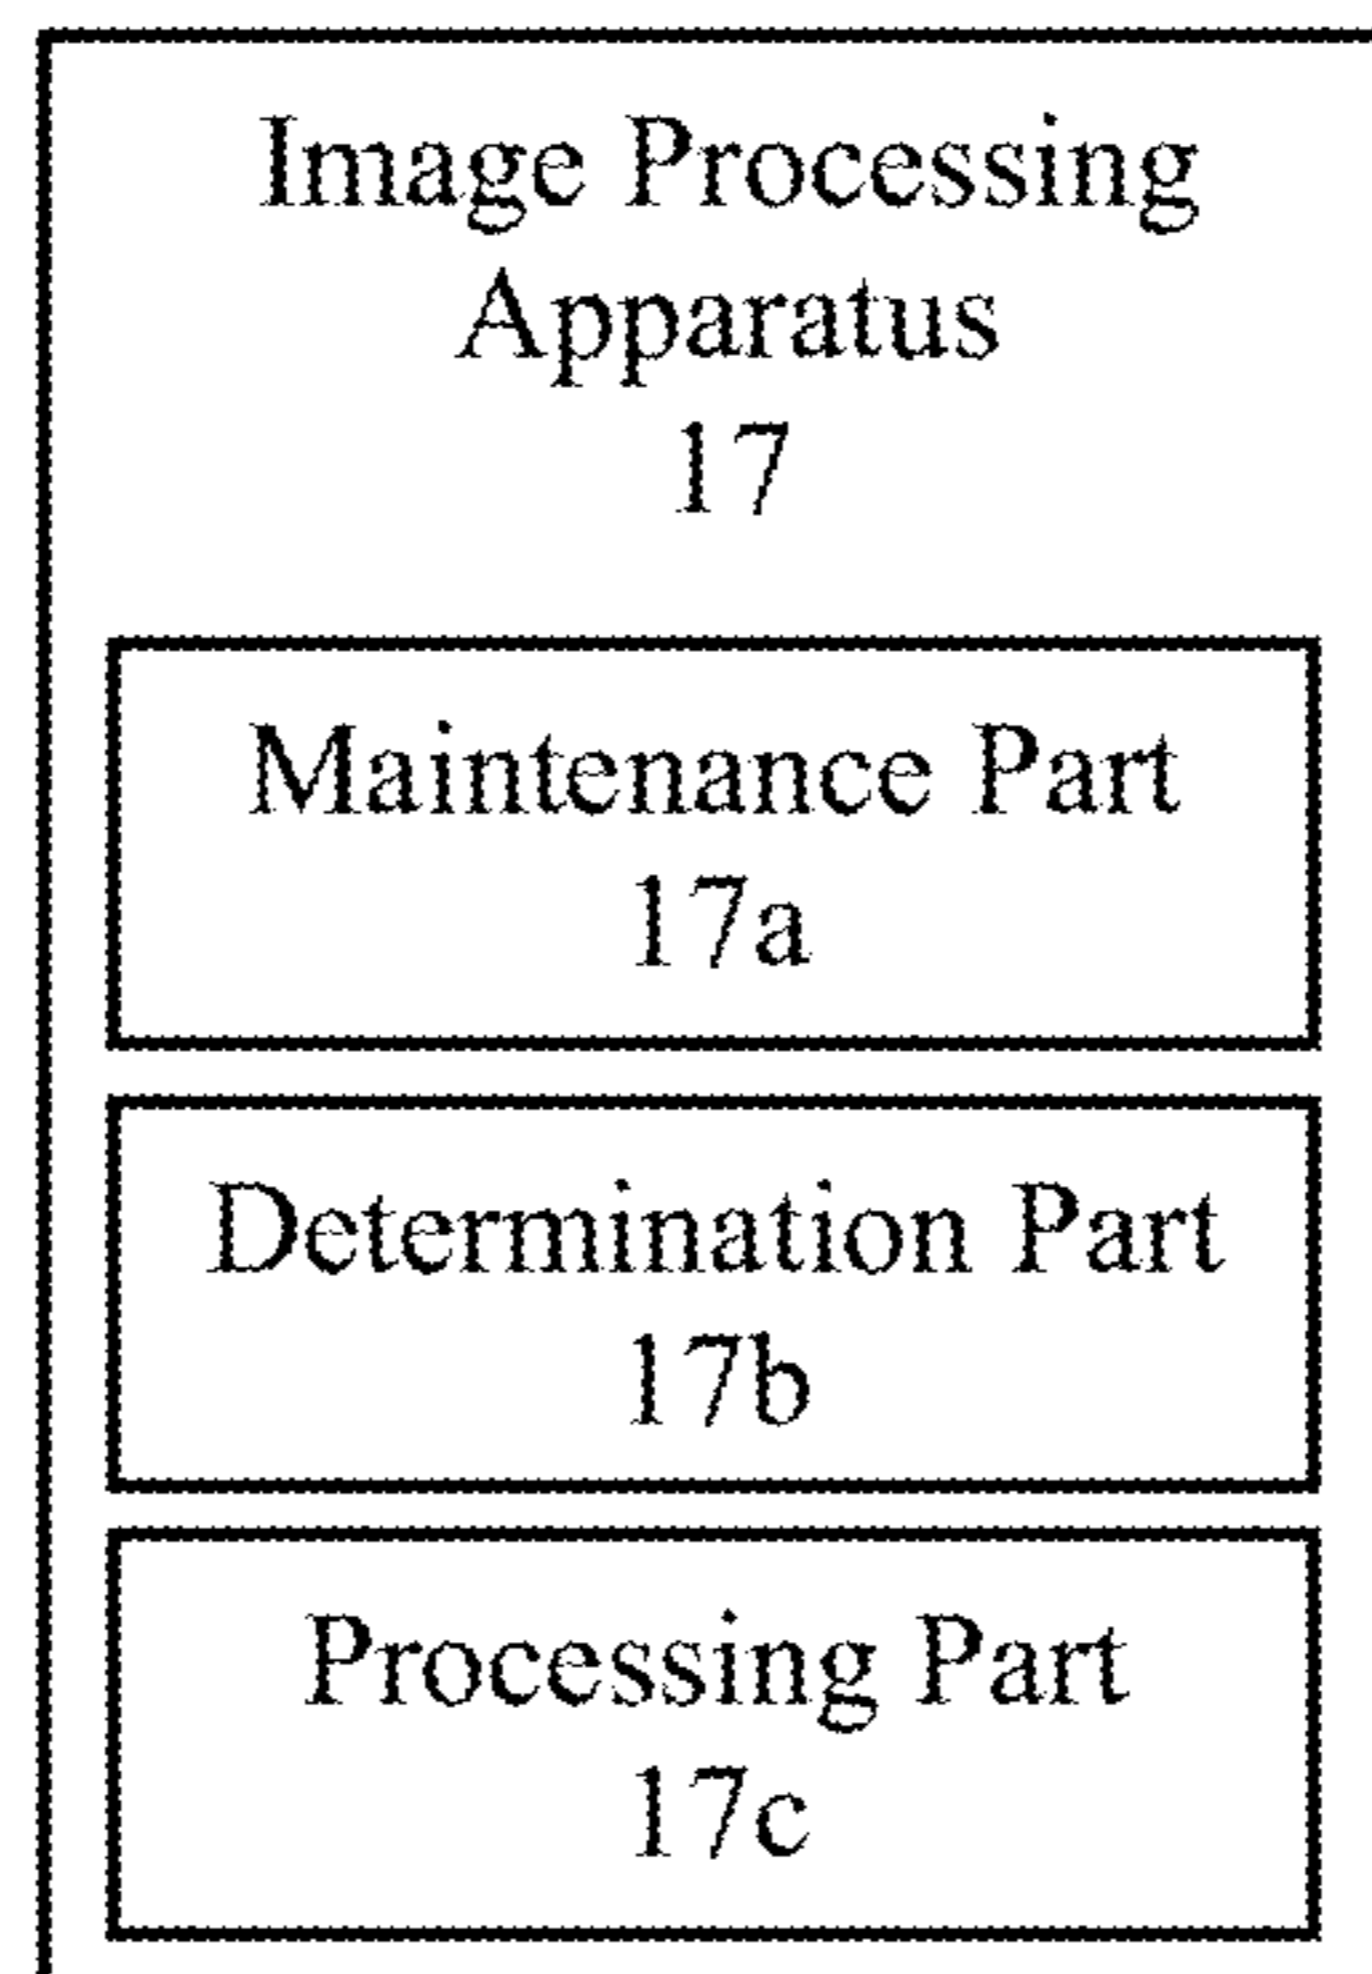 Image Processing
Apparatus
17
Maintenance Part
17a
Determination Part
17b
Processing Part
17c